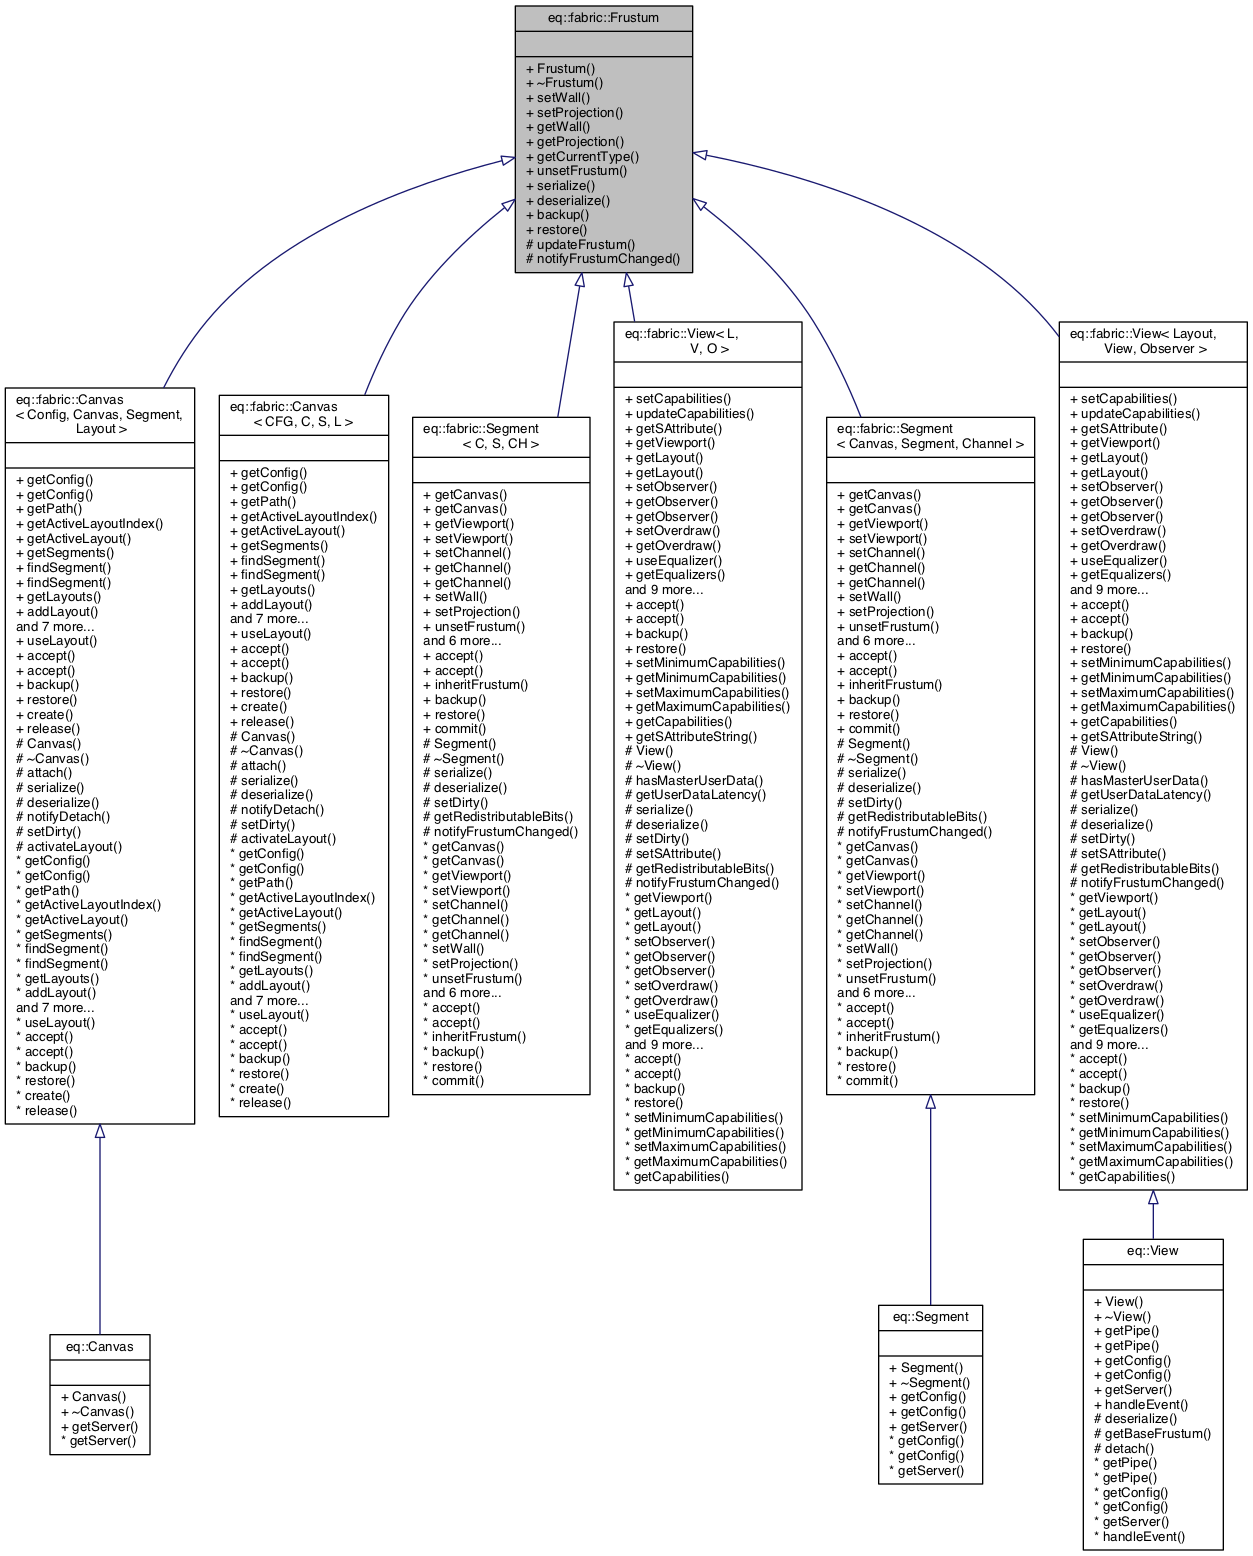 eq::fabric::Frustum
+ Frustum()
+ ~Frustum()
+ setWall()
+ setProjection()
+ getWall()
+ getProjection()
+ getCurrentType()
+ unsetFrustum()
+ serialize()
+ deserialize()
+ backup()
+ restore()
# updateFrustum()
# notifyFrustumChanged()
eq::fabric::Canvas
< Config, Canvas, Segment,
Layout >
+ getConfig()
+ getConfig()
+ getPath()
+ getActiveLayoutIndex()
+ getActiveLayout()
+ getSegments()
+ findSegment()
+ findSegment()
+ getLayouts()
+ addLayout()
and 7 more...
+ useLayout()
+ accept()
+ accept()
+ backup()
+ restore()
+ create()
+ release()
# Canvas()
# ~Canvas()
# attach()
# serialize()
# deserialize()
# notifyDetach()
# setDirty()
# activateLayout()
* getConfig()
* getConfig()
* getPath()
* getActiveLayoutIndex()
* getActiveLayout()
* getSegments()
* findSegment()
* findSegment()
* getLayouts()
* addLayout()
and 7 more...
* useLayout()
* accept()
* accept()
* backup()
* restore()
* create()
* release()
eq::fabric::Canvas
< CFG, C, S, L >
+ getConfig()
+ getConfig()
+ getPath()
+ getActiveLayoutIndex()
+ getActiveLayout()
+ getSegments()
+ findSegment()
+ findSegment()
+ getLayouts()
+ addLayout()
and 7 more...
+ useLayout()
+ accept()
+ accept()
+ backup()
+ restore()
+ create()
+ release()
# Canvas()
# ~Canvas()
# attach()
# serialize()
# deserialize()
# notifyDetach()
# setDirty()
# activateLayout()
* getConfig()
* getConfig()
* getPath()
* getActiveLayoutIndex()
* getActiveLayout()
* getSegments()
* findSegment()
* findSegment()
* getLayouts()
* addLayout()
and 7 more...
* useLayout()
* accept()
* accept()
* backup()
* restore()
* create()
* release()
eq::fabric::Segment
< C, S, CH >
+ getCanvas()
+ getCanvas()
+ getViewport()
+ setViewport()
+ setChannel()
+ getChannel()
+ getChannel()
+ setWall()
+ setProjection()
+ unsetFrustum()
and 6 more...
+ accept()
+ accept()
+ inheritFrustum()
+ backup()
+ restore()
+ commit()
# Segment()
# ~Segment()
# serialize()
# deserialize()
# setDirty()
# getRedistributableBits()
# notifyFrustumChanged()
* getCanvas()
* getCanvas()
* getViewport()
* setViewport()
* setChannel()
* getChannel()
* getChannel()
* setWall()
* setProjection()
* unsetFrustum()
and 6 more...
* accept()
* accept()
* inheritFrustum()
* backup()
* restore()
* commit()
eq::fabric::View< L,
V, O >
+ setCapabilities()
+ updateCapabilities()
+ getSAttribute()
+ getViewport()
+ getLayout()
+ getLayout()
+ setObserver()
+ getObserver()
+ getObserver()
+ setOverdraw()
+ getOverdraw()
+ useEqualizer()
+ getEqualizers()
and 9 more...
+ accept()
+ accept()
+ backup()
+ restore()
+ setMinimumCapabilities()
+ getMinimumCapabilities()
+ setMaximumCapabilities()
+ getMaximumCapabilities()
+ getCapabilities()
+ getSAttributeString()
# View()
# ~View()
# hasMasterUserData()
# getUserDataLatency()
# serialize()
# deserialize()
# setDirty()
# setSAttribute()
# getRedistributableBits()
# notifyFrustumChanged()
* getViewport()
* getLayout()
* getLayout()
* setObserver()
* getObserver()
* getObserver()
* setOverdraw()
* getOverdraw()
* useEqualizer()
* getEqualizers()
and 9 more...
* accept()
* accept()
* backup()
* restore()
* setMinimumCapabilities()
* getMinimumCapabilities()
* setMaximumCapabilities()
* getMaximumCapabilities()
* getCapabilities()
eq::fabric::Segment
< Canvas, Segment, Channel >
+ getCanvas()
+ getCanvas()
+ getViewport()
+ setViewport()
+ setChannel()
+ getChannel()
+ getChannel()
+ setWall()
+ setProjection()
+ unsetFrustum()
and 6 more...
+ accept()
+ accept()
+ inheritFrustum()
+ backup()
+ restore()
+ commit()
# Segment()
# ~Segment()
# serialize()
# deserialize()
# setDirty()
# getRedistributableBits()
# notifyFrustumChanged()
* getCanvas()
* getCanvas()
* getViewport()
* setViewport()
* setChannel()
* getChannel()
* getChannel()
* setWall()
* setProjection()
* unsetFrustum()
and 6 more...
* accept()
* accept()
* inheritFrustum()
* backup()
* restore()
* commit()
eq::fabric::View< Layout,
View, Observer >
+ setCapabilities()
+ updateCapabilities()
+ getSAttribute()
+ getViewport()
+ getLayout()
+ getLayout()
+ setObserver()
+ getObserver()
+ getObserver()
+ setOverdraw()
+ getOverdraw()
+ useEqualizer()
+ getEqualizers()
and 9 more...
+ accept()
+ accept()
+ backup()
+ restore()
+ setMinimumCapabilities()
+ getMinimumCapabilities()
+ setMaximumCapabilities()
+ getMaximumCapabilities()
+ getCapabilities()
+ getSAttributeString()
# View()
# ~View()
# hasMasterUserData()
# getUserDataLatency()
# serialize()
# deserialize()
# setDirty()
# setSAttribute()
# getRedistributableBits()
# notifyFrustumChanged()
* getViewport()
* getLayout()
* getLayout()
* setObserver()
* getObserver()
* getObserver()
* setOverdraw()
* getOverdraw()
* useEqualizer()
* getEqualizers()
and 9 more...
* accept()
* accept()
* backup()
* restore()
* setMinimumCapabilities()
* getMinimumCapabilities()
* setMaximumCapabilities()
* getMaximumCapabilities()
* getCapabilities()
eq::Canvas
+ Canvas()
+ ~Canvas()
+ getServer()
* getServer()
eq::Segment
+ Segment()
+ ~Segment()
+ getConfig()
+ getConfig()
+ getServer()
* getConfig()
* getConfig()
* getServer()
eq::View
+ View()
+ ~View()
+ getPipe()
+ getPipe()
+ getConfig()
+ getConfig()
+ getServer()
+ handleEvent()
# deserialize()
# getBaseFrustum()
# detach()
* getPipe()
* getPipe()
* getConfig()
* getConfig()
* getServer()
* handleEvent()